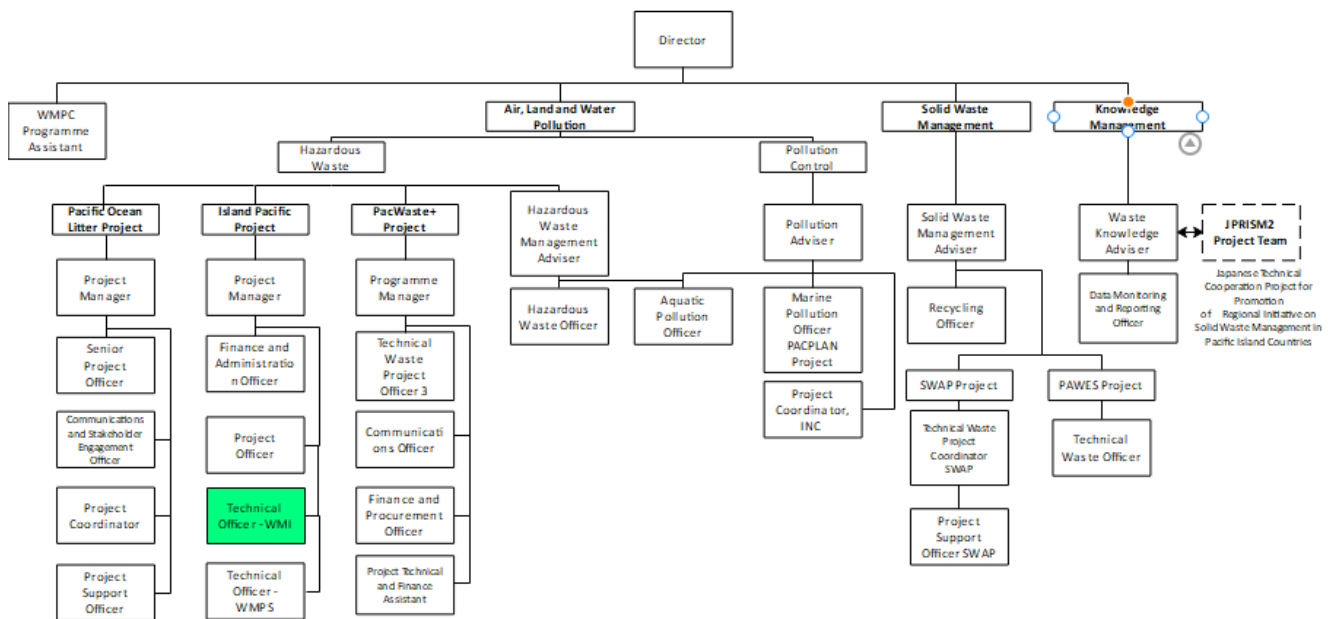 Director
WMPC
Programme
Assistant
Air, Land and Water
Pollution
Solid Waste
Management
Knowledge
Management
Hazardous
Waste
Pollution
Control
Pacific Ocean
Litter Project
Island Pacific
Project
PacWaste+
Project
Hazardous
Waste
Management
Adviser
Pollution
Adviser
Solid Waste
Management
Adviser
Waste
Knowledge
Adviser
JPRISM2
Project Team
Japanese Technical
Cooperation Project for
Promotion
of Regional Initiative on
Solid Waste Management in
Pacific Island Countries
Project
Manager
Project
Manager
Programme
Manager
Hazardous
Waste Officer
Aquatic
Pollution
Officer
Marine
Pollution
Officer
PACPLAN
Project
Recycling
Officer
Data Monitoring
and Reporting
Officer
Senior
Project
Officer
Finance and
Administratio
n Officer
Technical
Waste
Project
Officer 3
Project
Coordinator,
INC
SWAP Project
PAWES Project
Communications
and Stakeholder
Engagement
Officer
Project
Officer
Communicati
ons Officer
Technical Waste
Project
Coordinator
SWAP
Technical
Waste Officer
Project
Coordinator
Technical
Officer - WMI
Finance and
Procurement
Officer
Project
Support
Officer SWAP
Project
Support
Officer
Technical
Officer -
WMPS
Project Technical
and Finance
Assistant